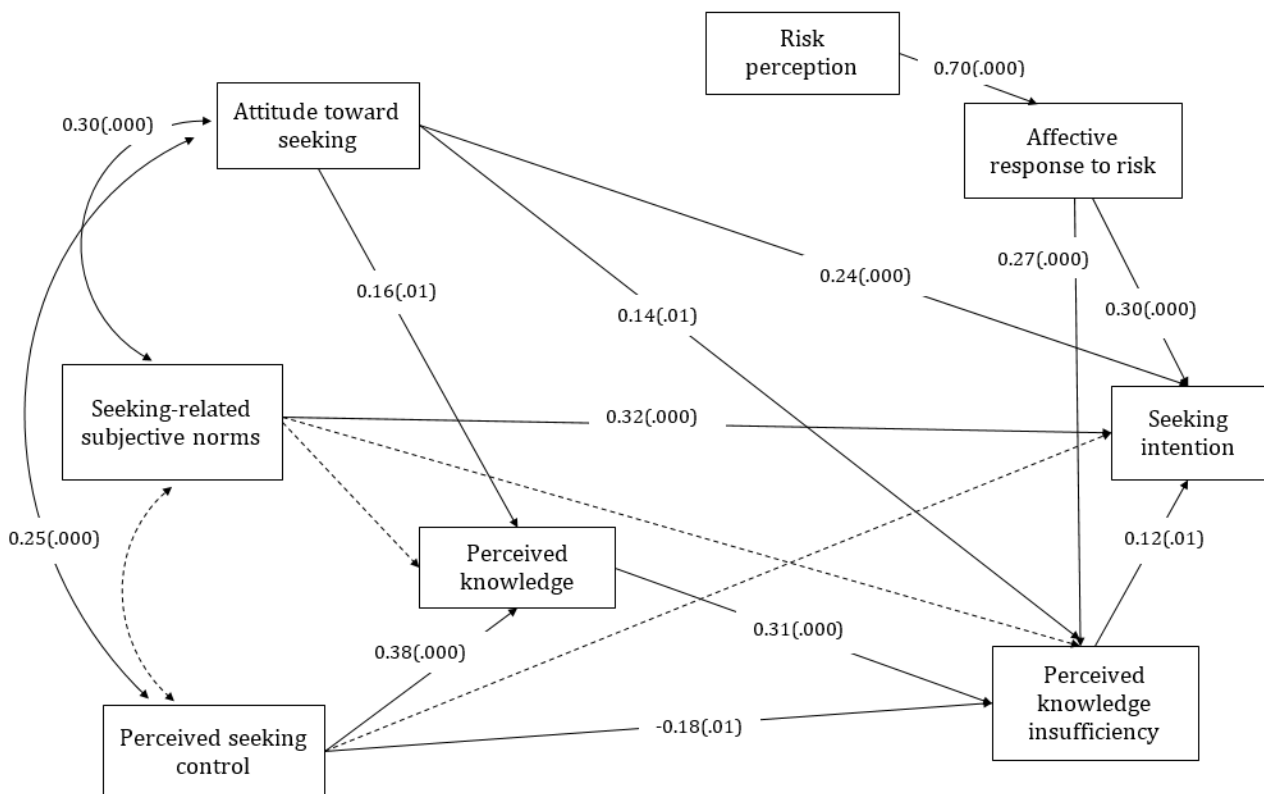 Risk
perception
0.70(.000)
Attitude toward
seeking
0.30(.000)
Affective
response to risk
0.27(.000)
0.24(.000)
0.16(.01)
0.30(.000)
0.14(.01)
Seeking-related
subjective norms
0.32(.000)
Seeking
intention
0.25(.000)
0.12(.01)
Perceived
knowledge
0.31(.000)
0.38(.000)
Perceived
knowledge
insufficiency
-0.18(.01)
Perceived seeking
control